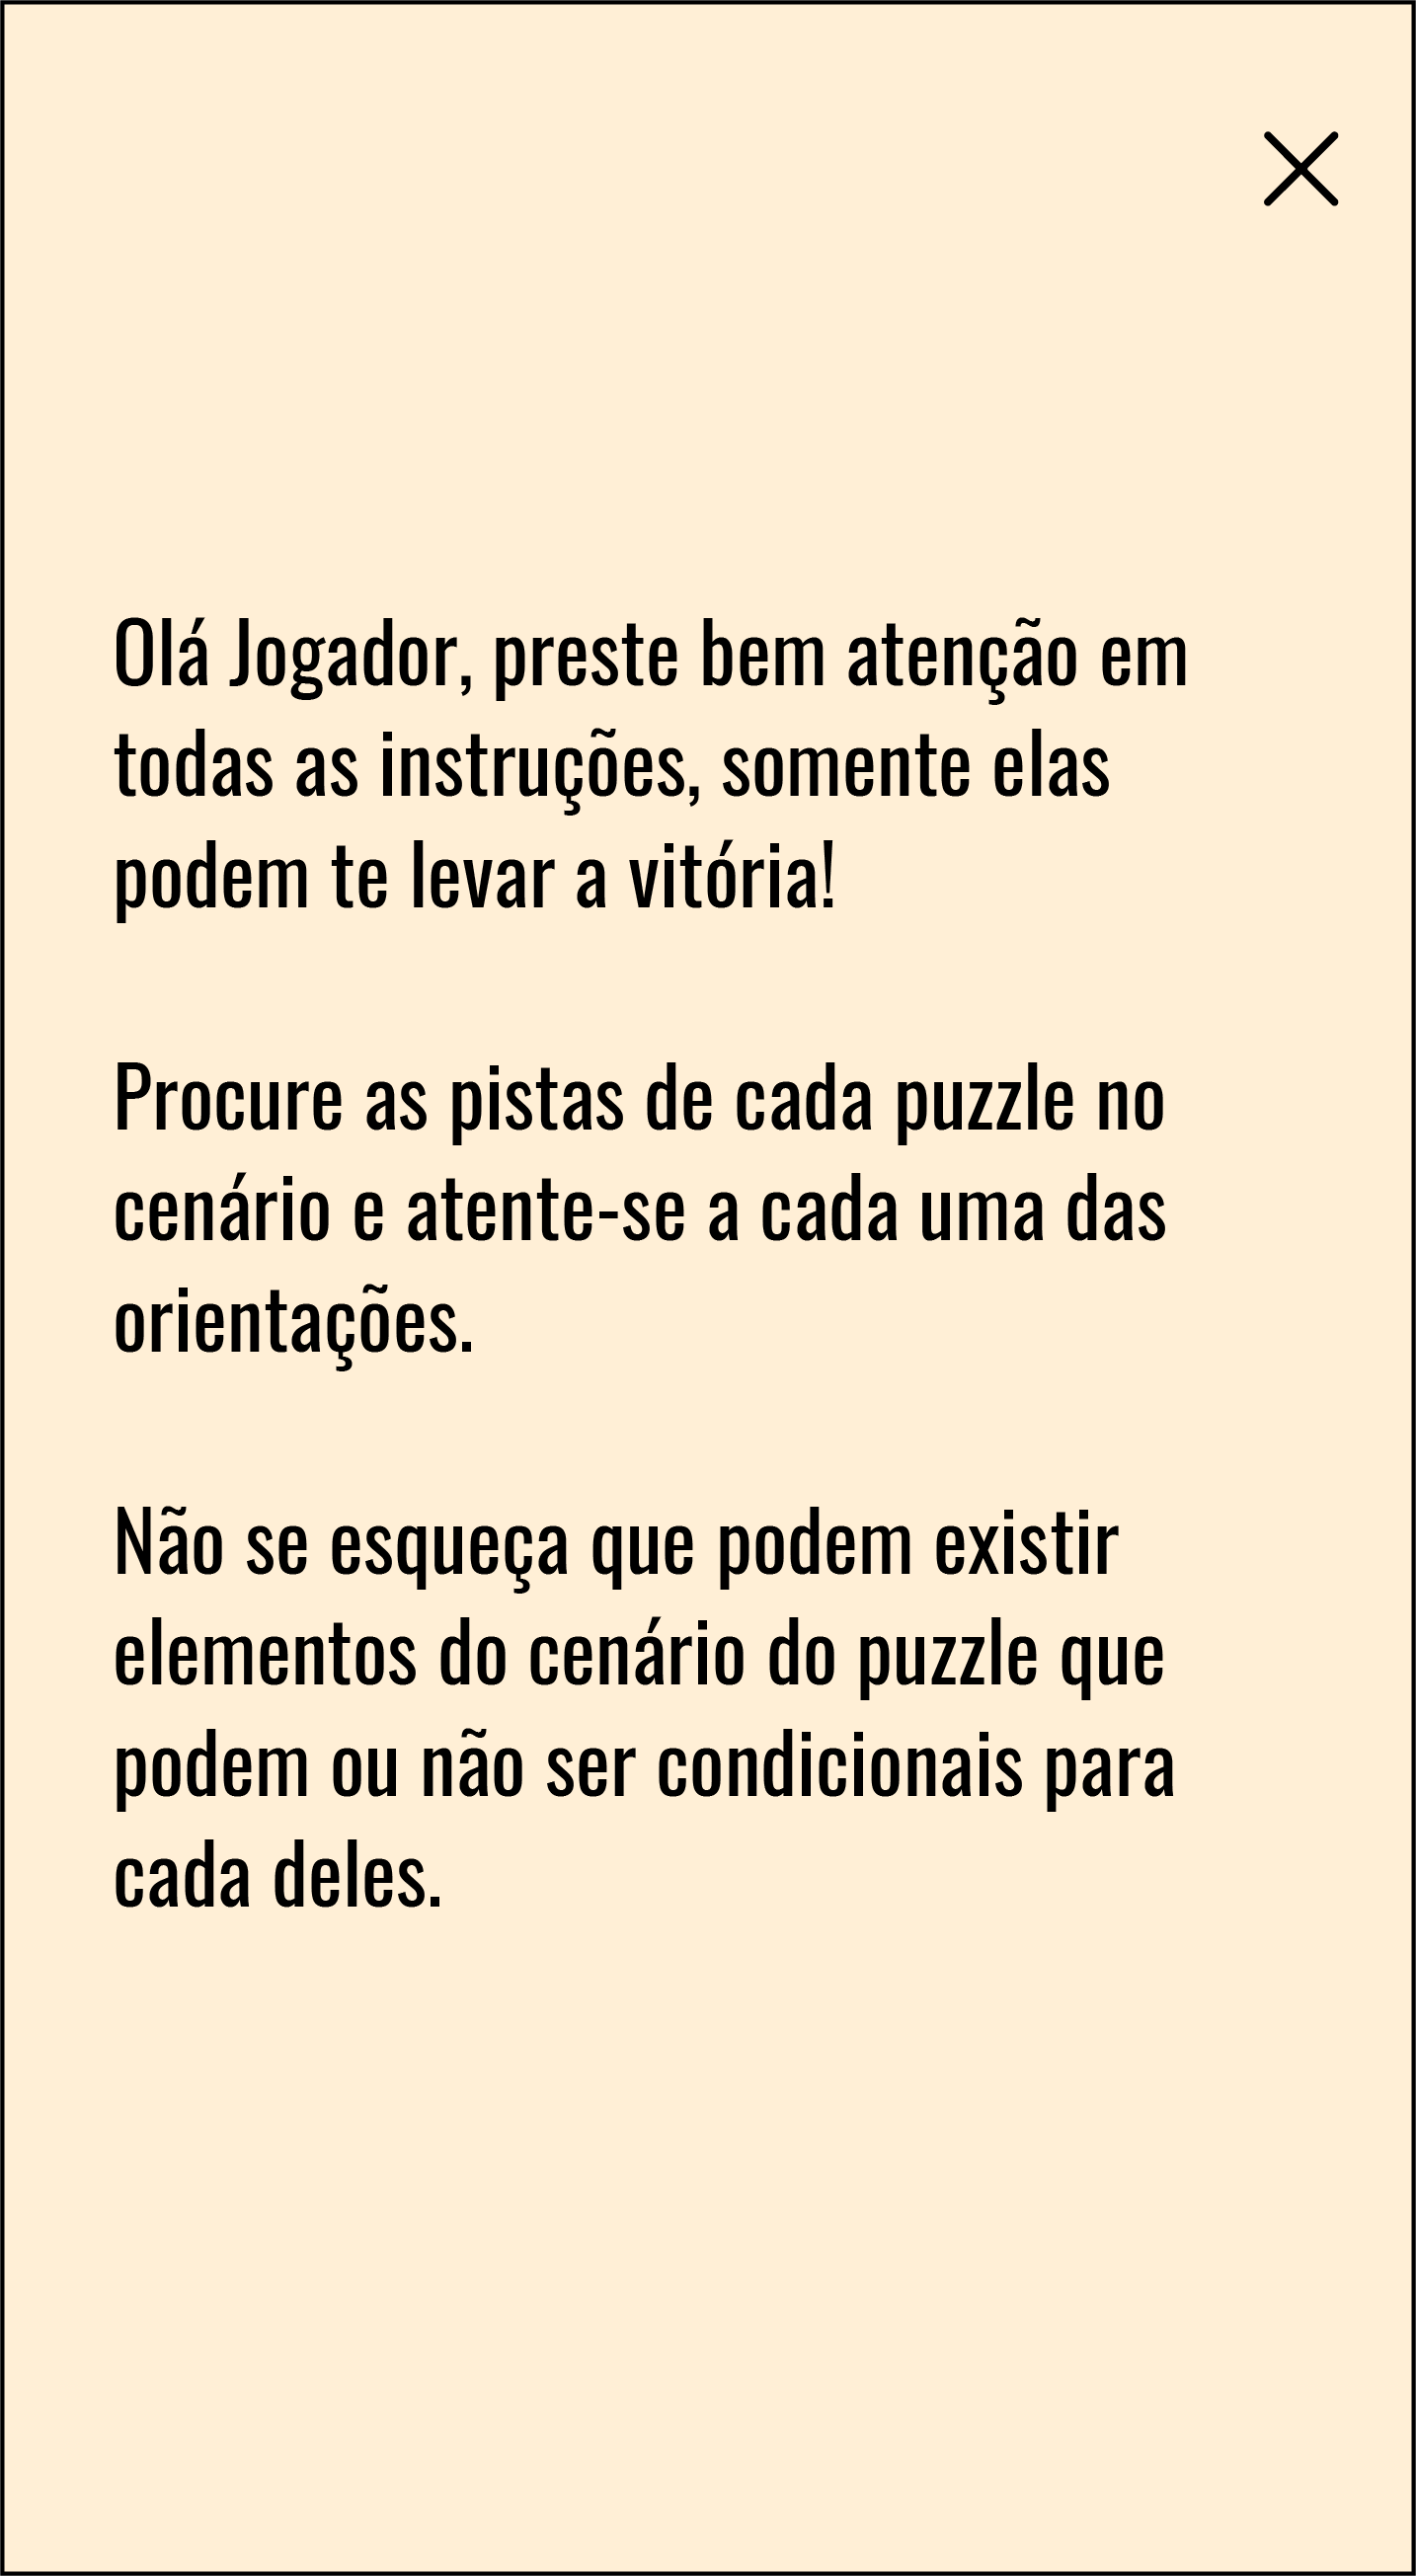 Olá Jogador, preste bem atenção em
todas as instruções, somente elas
podem te levar a vitória!
Procure as pistas de cada puzzle no
cenário e atente-se a cada uma das
orientações.
Não se esqueça que podem existir
elementos do cenário do puzzle que
podem ou não ser condicionais para
cada deles.